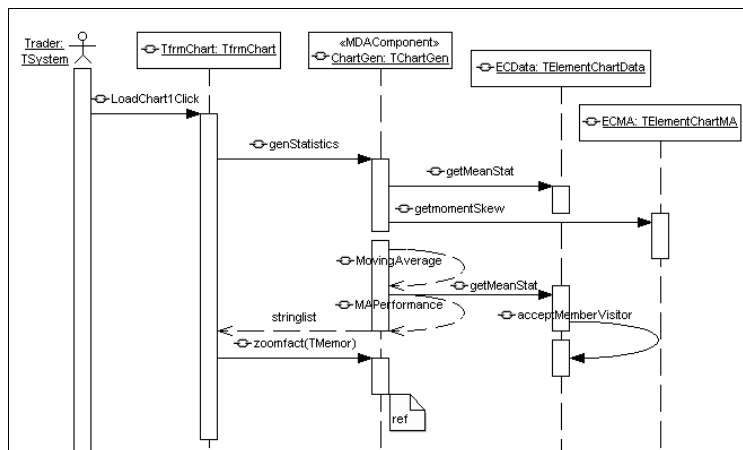 Trader:
TSystem
TfrmChart: TfrmChart
«MDAComponent»
ChartGen: TChartGen
ECData: TElementChartData
ECMA: TElementChartMA
LoadChart1Click
genStatistics
getMeanStat
getmomentSkew
MovingAverage
getMeanStat
MAPerformance
stringlist
acceptMemberVisitor
zoomfact(TMemor)
ref